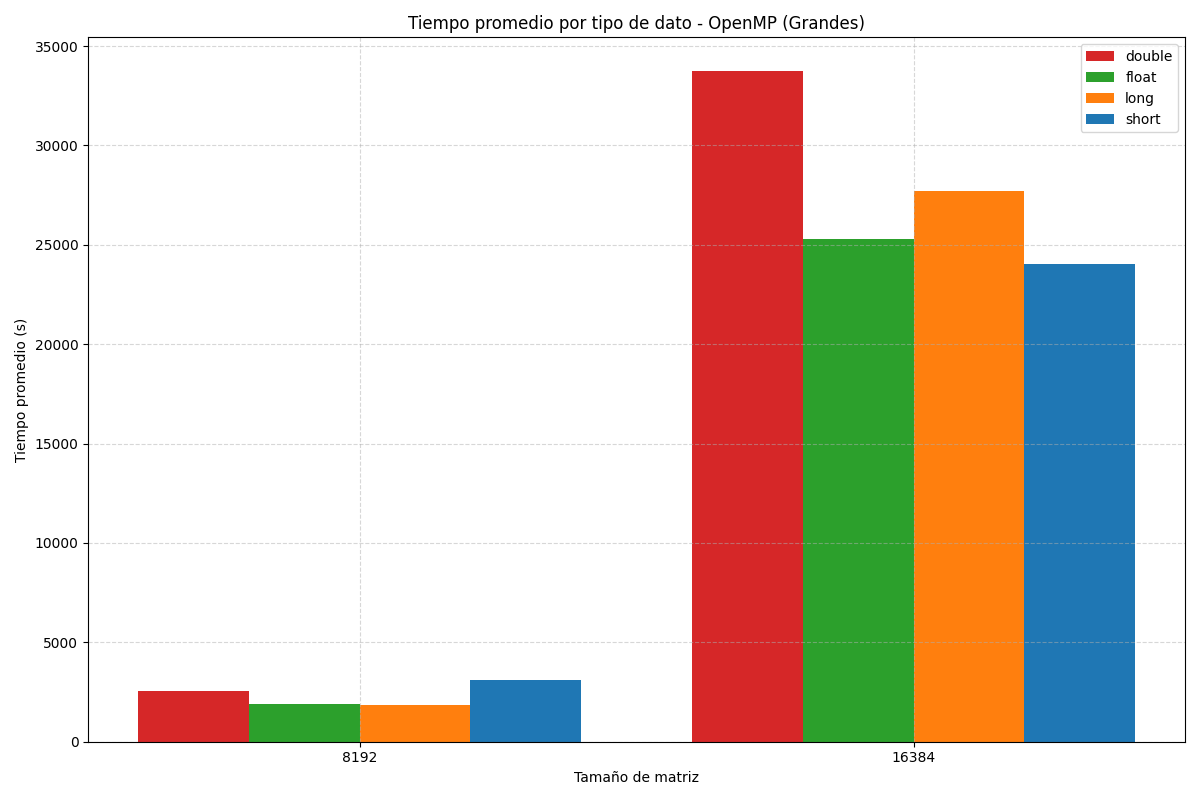 Tiempo promedio por tipo de dato - OpenMP (Grandes)
35000
30000
25000
20000
15000
10000
5000
0
Tiempo promedio (s)
double
float
long
short
8192
16384
Tamaño de matriz